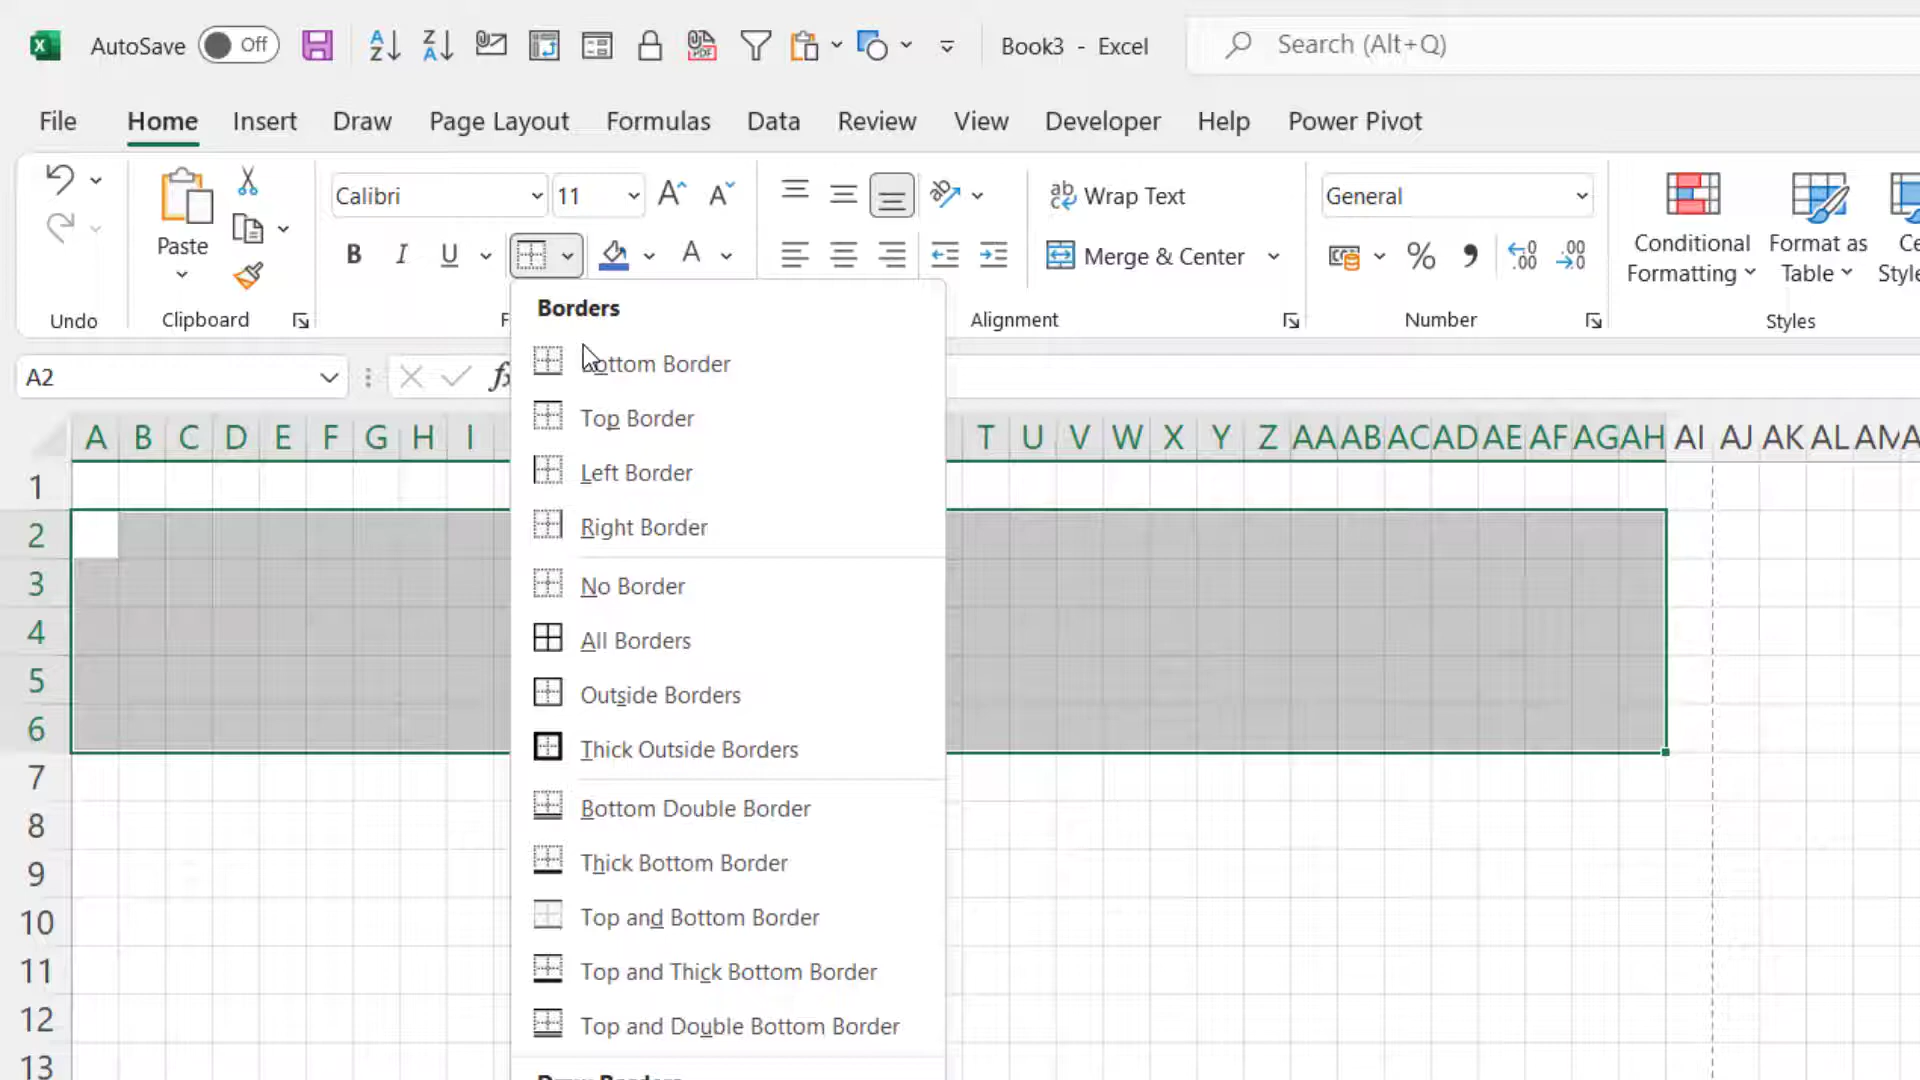 AutoSave Off Book3 - Excel Search (Alt+Q)
File Home Insert Draw Page Layout Formulas Data Review View Developer Help Power Pivot
Calibri 11 Wrap Text General
Paste B I U A Merge & Center % Conditional Formatting Format as Table
Undo Clipboard Alignment Number Styles
A2 fx
Borders
Bottom Border
Top Border
Left Border
Right Border
No Border
All Borders
Outside Borders
Thick Outside Borders
Bottom Double Border
Thick Bottom Border
Top and Bottom Border
Top and Thick Bottom Border
Top and Double Bottom Border
A B C D E F G H I T U V W X Y Z AA AB AC AD AE AF AG AH AI AJ AK AL AM
1
2
3
4
5
6
7
8
9
10
11
12
13